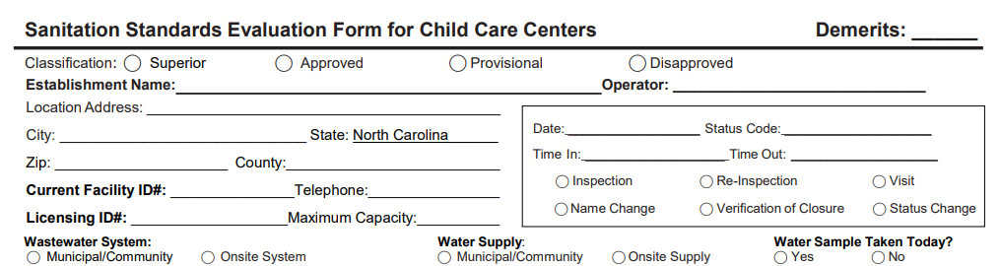 Sanitation Standards Evaluation Form for Child Care Centers Demerits: ______
Classification: Superior Approved Provisional Disapproved
Establishment Name: Operator:
Location Address:
City: State: North Carolina
Zip: County:
Current Facility ID#: Telephone:
Licensing ID#: Maximum Capacity:
Date: Status Code:
Time In: Time Out:
Inspection Re-Inspection Visit
Name Change Verification of Closure Status Change
Wastewater System: Water Supply: Water Sample Taken Today?
Municipal/Community Onsite System Municipal/Community Onsite Supply Yes No